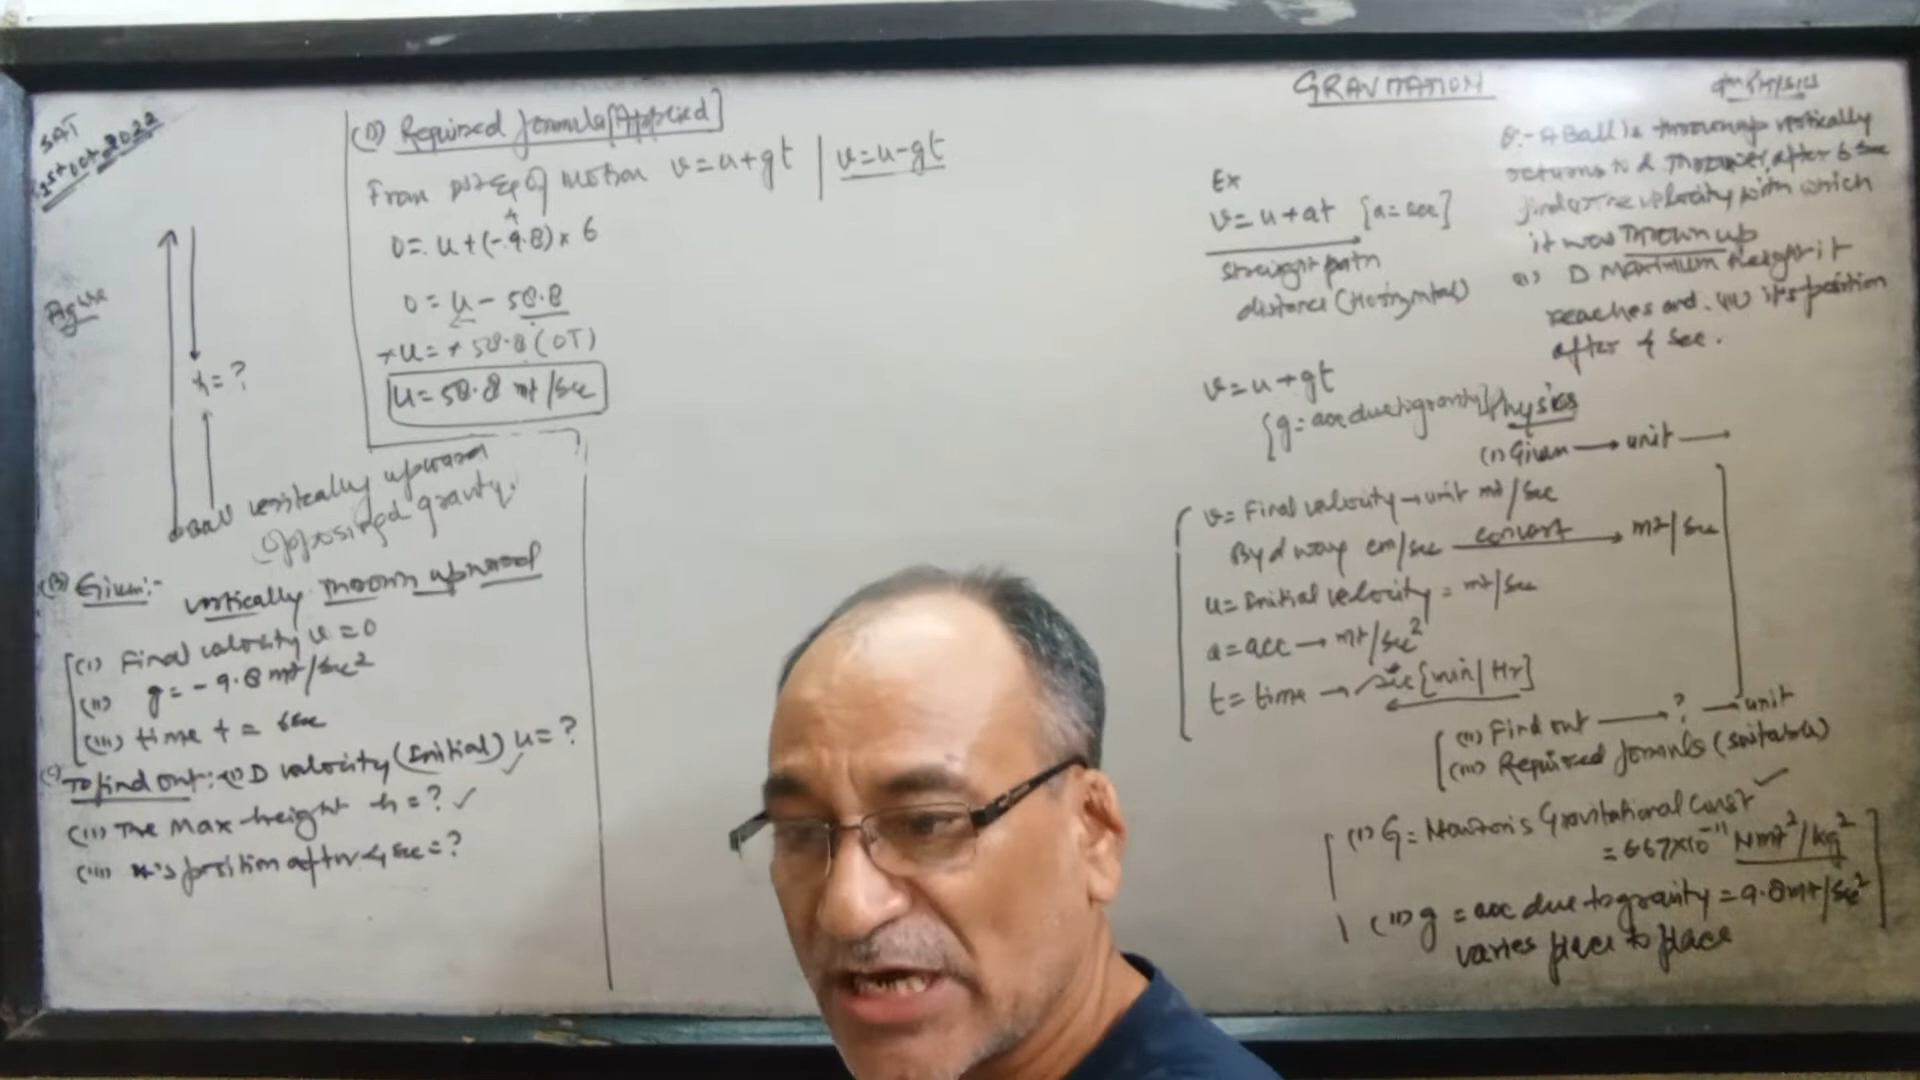 SAT
1st Oct, 2022
Figure
h = ?
Ball vertically upward
opposing gravity.
(B) Given:-
vertically thrown upward
(i) Final velocity v = 0
(ii) g = - 9.8 mt/sec²
(iii) time t = 6 sec
(C) To find out: (i) D velocity (Initial) u = ?
(ii) The Max-height h = ?
(iii) It's position after 4 sec = ?
(D) Required formula [Applied]
From 1st Eq of Motion v = u + gt | v = u - gt
0 = u + (-9.8) × 6
0 = u - 58.8
+u = + 58.8 (OT)
u = 58.8 mt/sec
GRAVITATION
Physics
Q:- A Ball is thrown up vertically
returns to d thrower, after 6 sec
find (i) The velocity with which
it was Thrown up
(ii) D Maximum height it
reaches and. (iii) it's position
after 4 sec.
Ex
v = u + at [a = acc]
straight path
distance (Horizontal)
v = u + gt
{g = acc due to gravity} Physics
(i) Given → unit →
v = Final velocity → unit mt/sec
By d way cm/sec convert → mt/sec
u = Initial velocity = mt/sec
a = acc → mt/sec²
t = time → sec [min/Hr]
(ii) Find out → ? → unit
(iii) Required formula (suitable)
(i) G = Newton's Gravitational Const
= 6.67×10⁻¹¹ N mt²/kg²
(ii) g = acc due to gravity = 9.8 mt/sec²
varies place to place